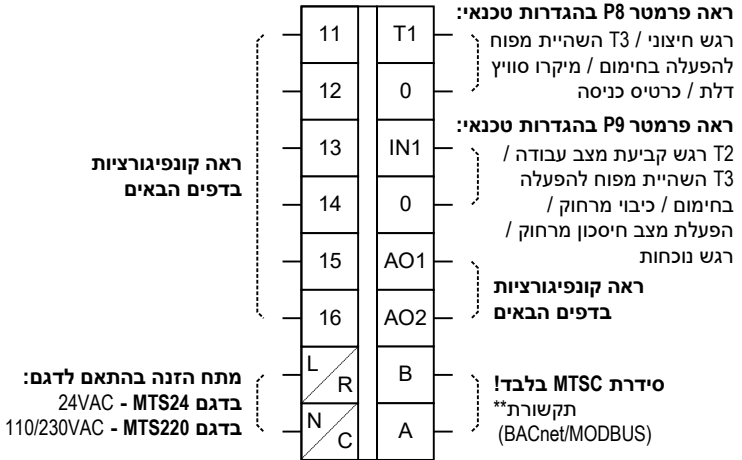 ראה פרמטר P8 בהגדרות טכנאי:
רגש חיצוני / T3 השהיית מפוח
להפעלה בחימום / מיקרו סוויץ
דלת / כרטיס כניסה
ראה פרמטר P9 בהגדרות טכנאי:
T2 רגש קביעת מצב עבודה /
T3 השהיית מפוח להפעלה
בחימום / כיבוי מרחוק /
הפעלת מצב חיסכון מרחוק /
רגש נוכחות
ראה קונפיגורציות
בדפים הבאים
סידרת MTSC בלבד!
תקשורת**
(BACnet/MODBUS)
T1
0
IN1
0
AO1
AO2
B
A
11
12
13
14
15
16
L
R
N
C
ראה קונפיגורציות
בדפים הבאים
מתח הזנה בהתאם לדגם:
בדגם MTS24 - 24VAC
בדגם MTS220 - 110/230VAC